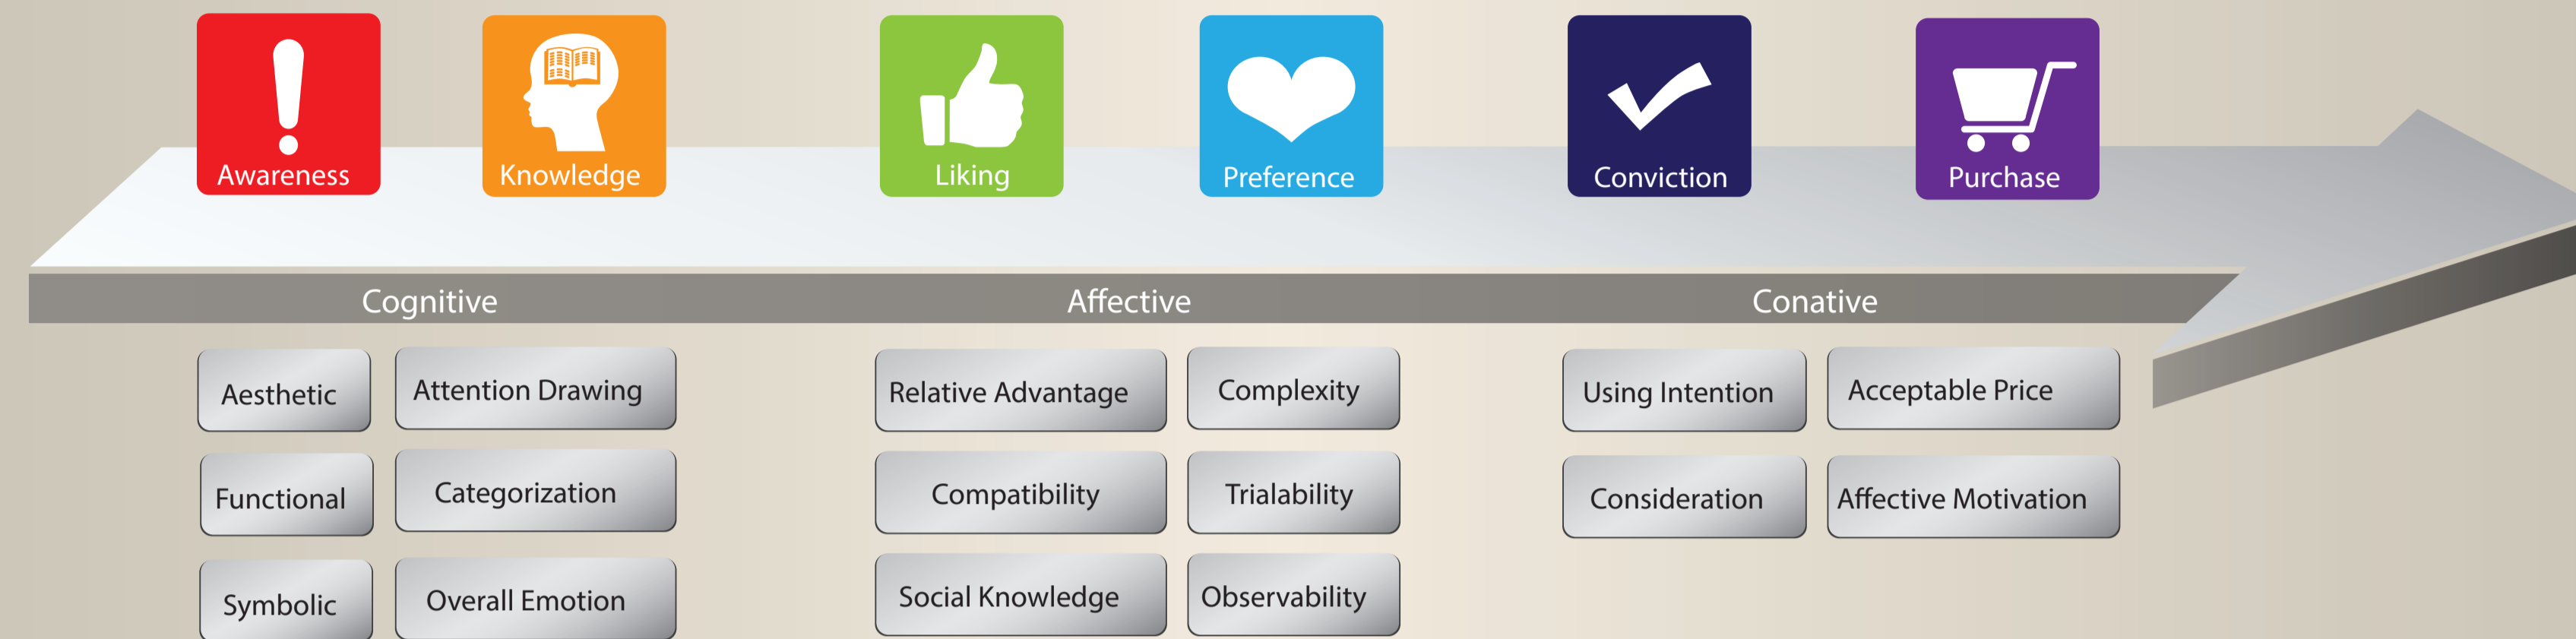 Awareness
Knowledge
Liking
Preference
Conviction
Purchase
Cognitive
Affective
Conative
Aesthetic
Attention Drawing
Relative Advantage
Complexity
Using Intention
Acceptable Price
Functional
Categorization
Compatibility
Trialability
Consideration
Affective Motivation
Symbolic
Overall Emotion
Social Knowledge
Observability